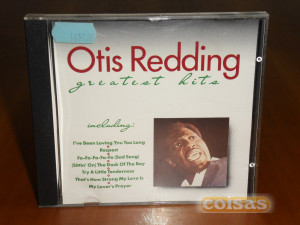 Otis Redding
greatest hits
including:
I've Been Loving You Too Long
Respect
Fa-Fa-Fa-Fa-Fa (Sad Song)
(Sittin' On) The Dock Of The Bay
Try A Little Tenderness
That's How Strong My Love Is
My Lover's Prayer
coisas